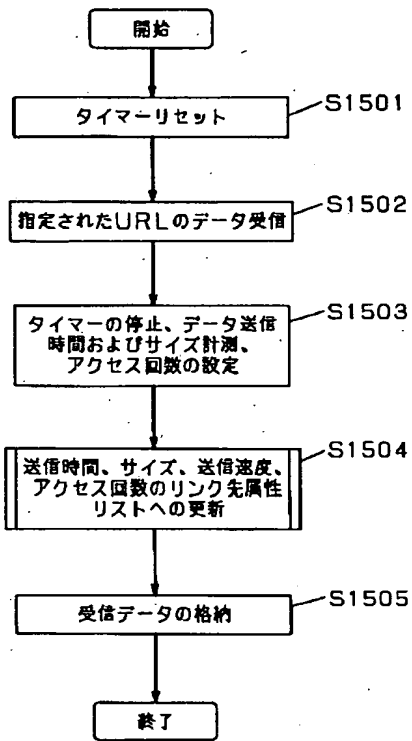 開始
タイマーリセット
S1501
指定されたURLのデータ受信
S1502
タイマーの停止、データ送信
時間およびサイズ計測、
アクセス回数の設定
S1503
送信時間、サイズ、送信速度、
アクセス回数のリンク先属性
リストへの更新
S1504
受信データの格納
S1505
終了